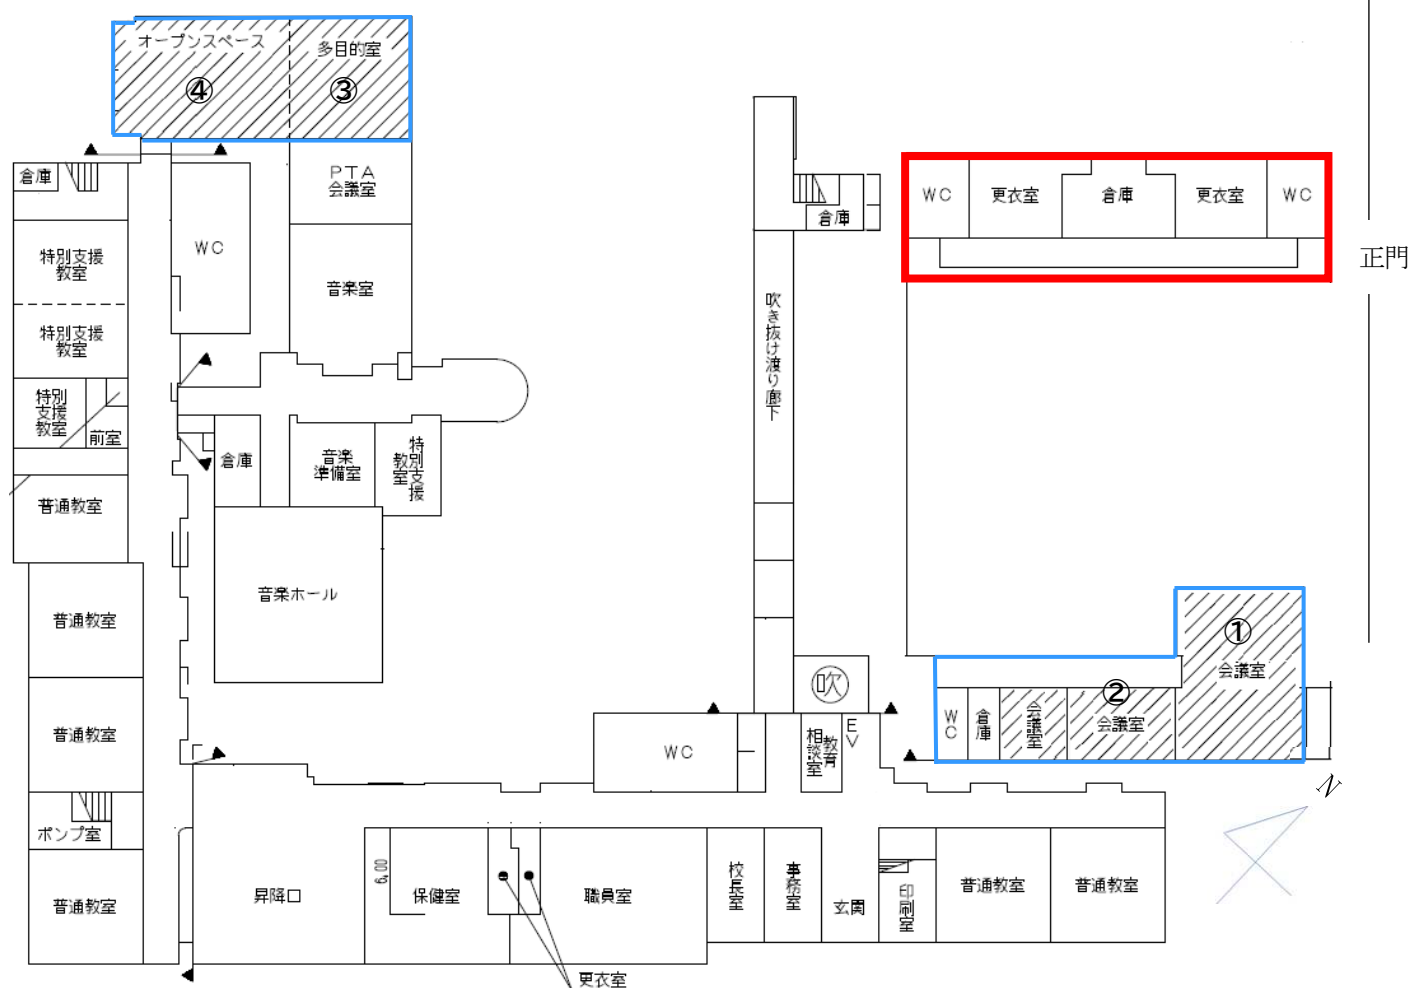 オープンスペース
④
多目的室
③
倉庫
PTA
会議室
WC
特別支援
教室
音楽室
特別支援
教室
特別
支援
教室
前室
倉庫
音楽
準備室
特別支援
教室
普通教室
音楽ホール
普通教室
普通教室
ポンプ室
普通教室
倉庫
吹き抜け渡り廊下
WC
更衣室
倉庫
更衣室
WC
正門
①
会議室
②
会議室
会議室
倉庫
WC
吹
EV
教育
相談室
WC
N
昇降口
6,00
保健室
職員室
校長室
事務室
玄関
印刷室
普通教室
普通教室
更衣室